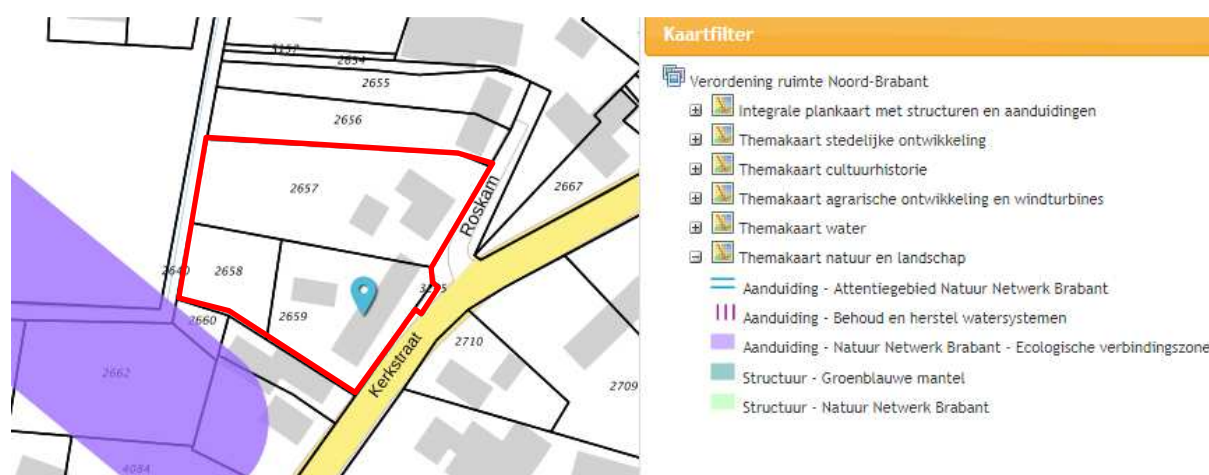 Kaartfilter
Verordening ruimte Noord-Brabant
Integrale plankaart met structuren en aanduidingen
Themakaart stedelijke ontwikkeling
Themakaart cultuurhistorie
Themakaart agrarische ontwikkeling en windturbines
Themakaart water
Themakaart natuur en landschap
Aanduiding - Attentiegebied Natuur Netwerk Brabant
Aanduiding - Behoud en herstel watersystemen
Aanduiding - Natuur Netwerk Brabant - Ecologische verbindingszone
Structuur - Groenblauwe mantel
Structuur - Natuur Netwerk Brabant
3157
2654
2655
2656
2657
2667
Roskam
2640
2658
2659
2660
2710
Kerkstraat
2662
2709
4084